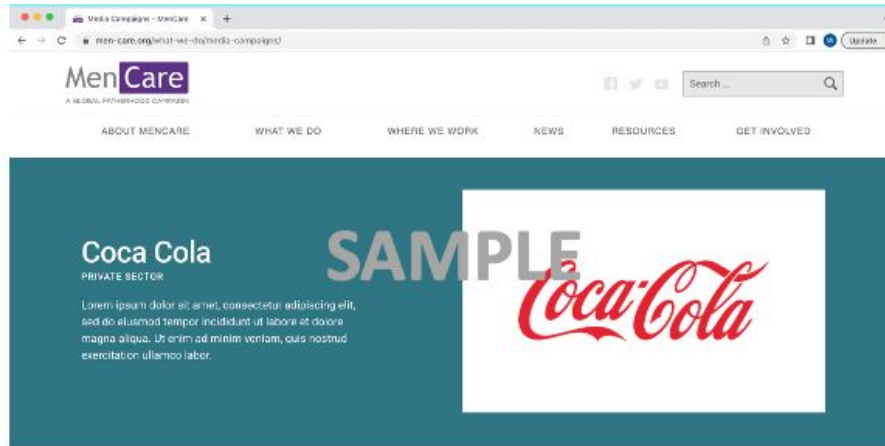 Media Campaigns - MenCare
men-care.org/what-we-do/media-campaigns/
Update
MenCare
A GLOBAL FATHERHOOD CAMPAIGN
Search ...
ABOUT MENCARE WHAT WE DO WHERE WE WORK NEWS RESOURCES GET INVOLVED
SAMPLE
Coca Cola
PRIVATE SECTOR
Lorem ipsum dolor sit amet, consectetur adipiscing elit,
sed do eiusmod tempor incididunt ut labore et dolore
magna aliqua. Ut enim ad minim veniam, quis nostrud
exercitation ullamco labor.
Coca-Cola